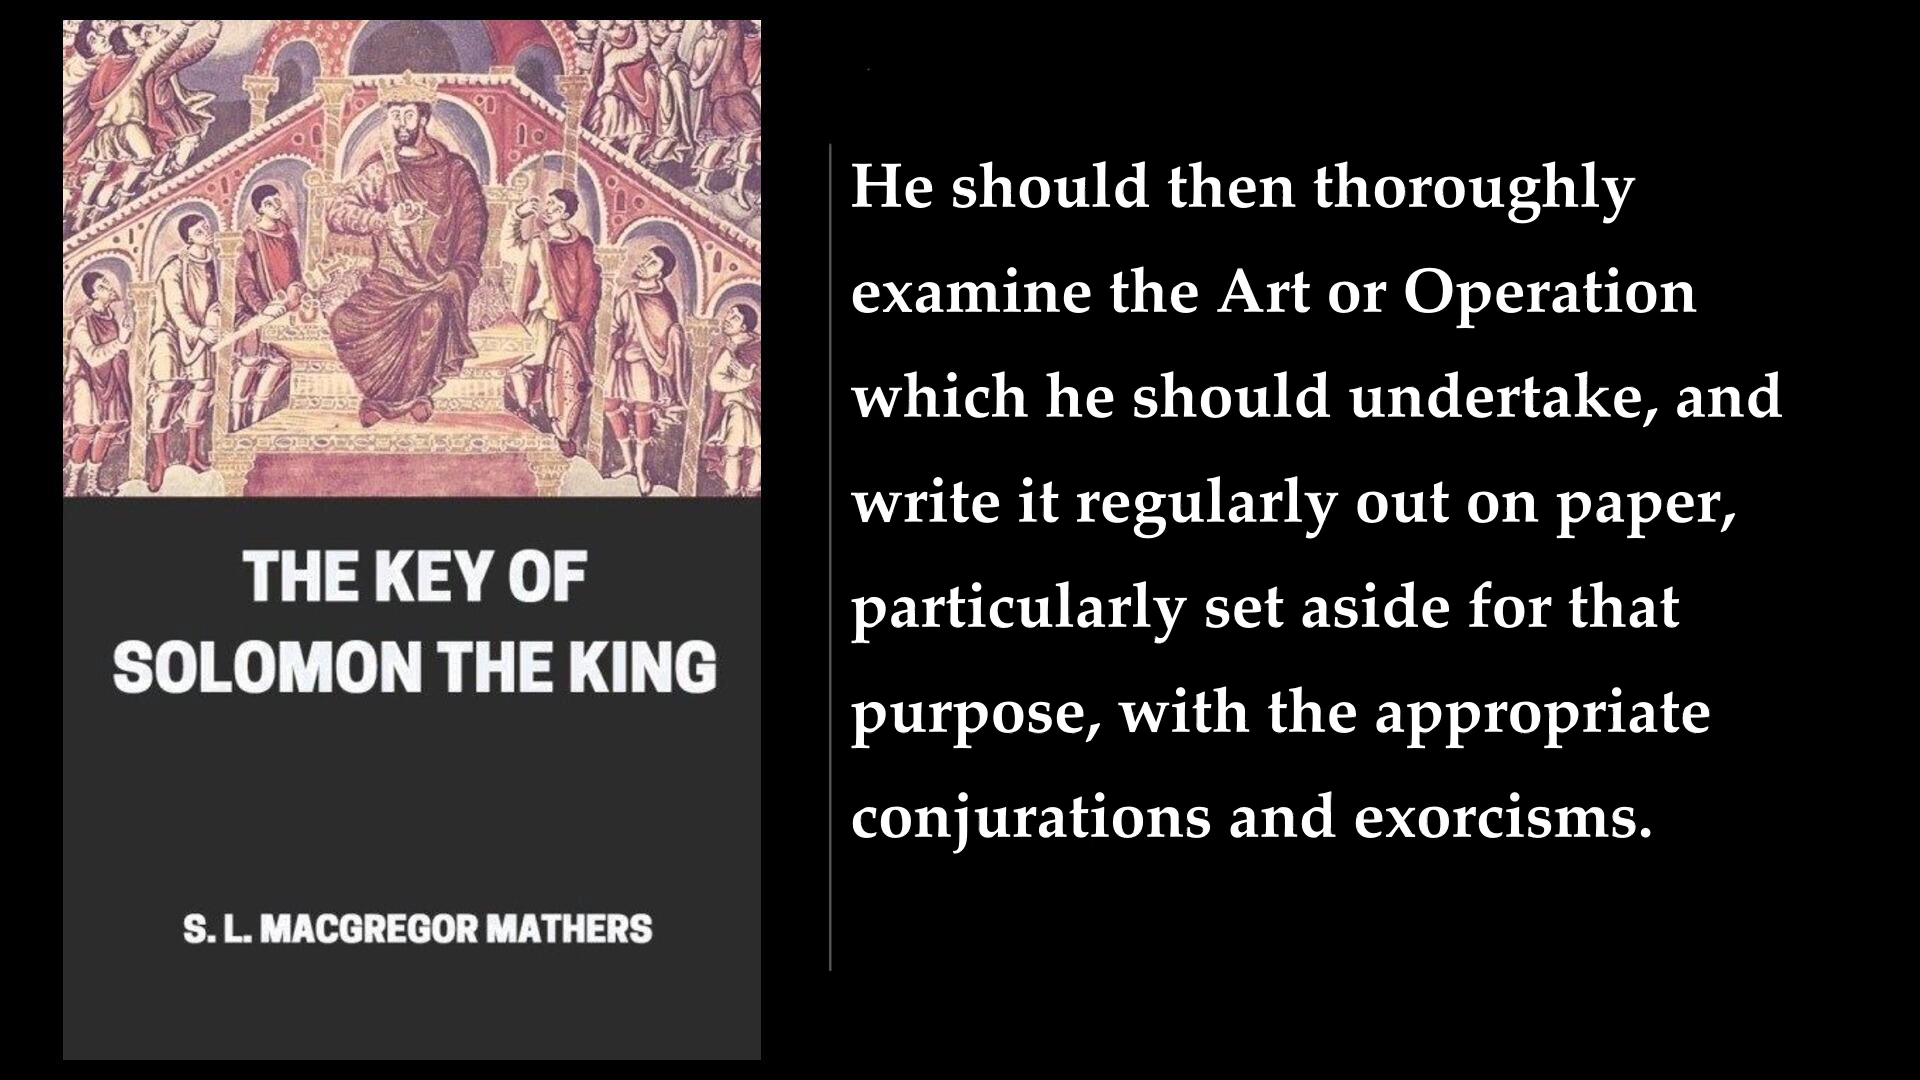 THE KEY OF
SOLOMON THE KING
S. L. MACGREGOR MATHERS
He should then thoroughly
examine the Art or Operation
which he should undertake, and
write it regularly out on paper,
particularly set aside for that
purpose, with the appropriate
conjurations and exorcisms.